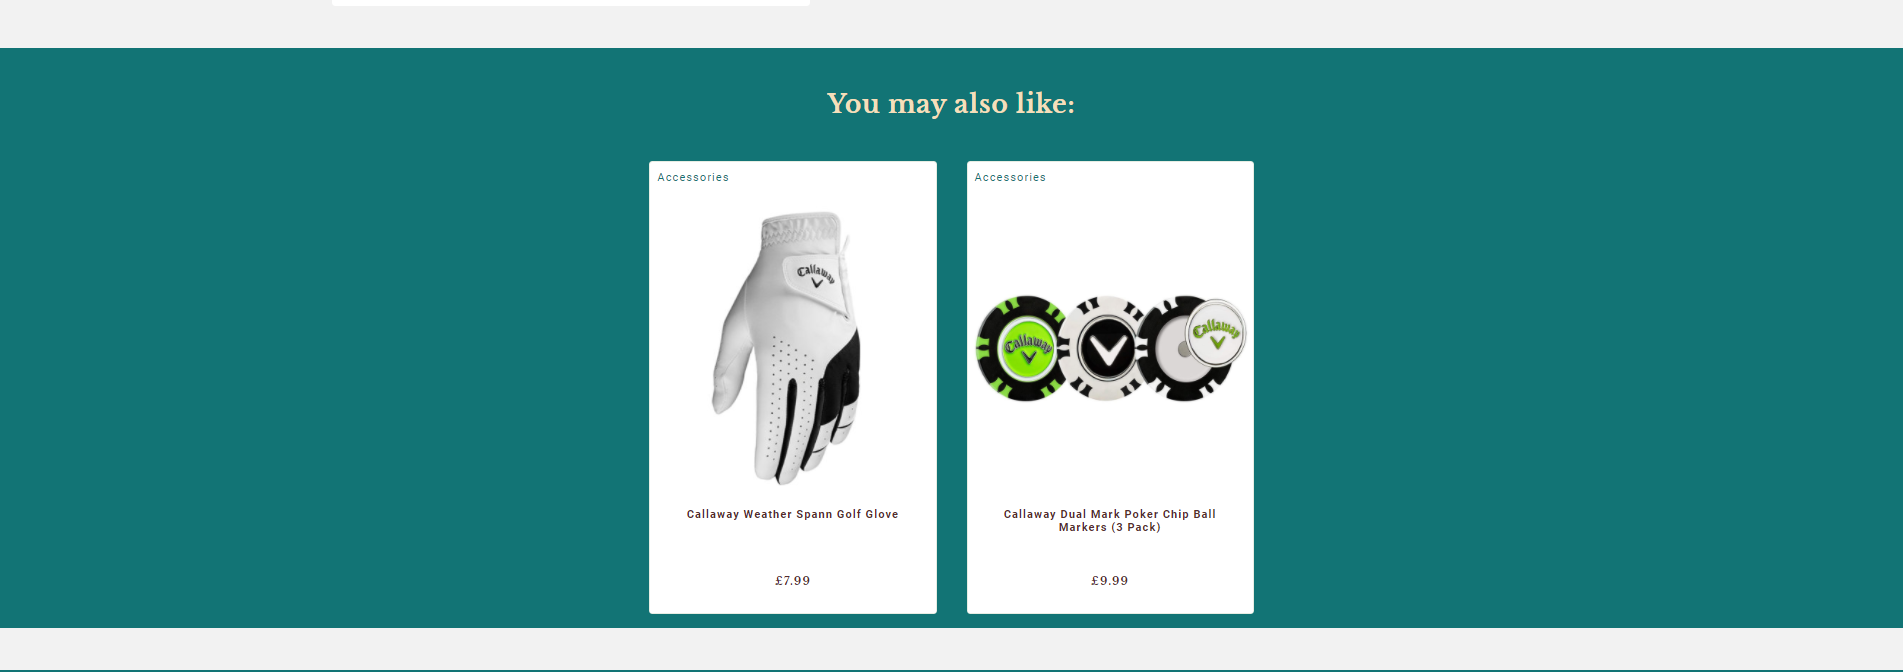 You may also like:
Accessories
Callaway
Callaway Weather Spann Golf Glove
£7.99
Accessories
Callaway
Callaway
Callaway Dual Mark Poker Chip Ball
Markers (3 Pack)
£9.99